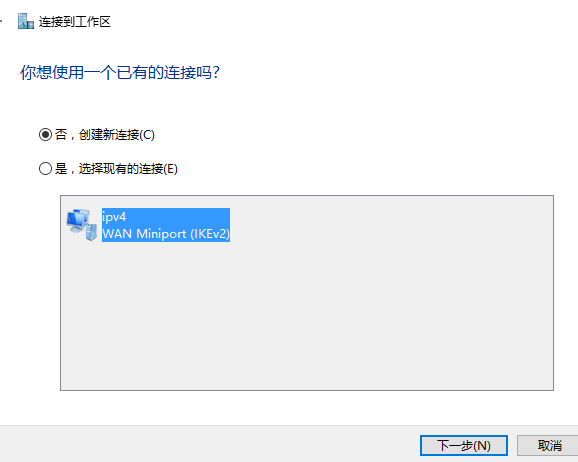 连接到工作区
你想使用一个已有的连接吗?
否，创建新连接(C)
是，选择现有的连接(E)
ipv4
WAN Miniport (IKEv2)
下一步(N)
取消